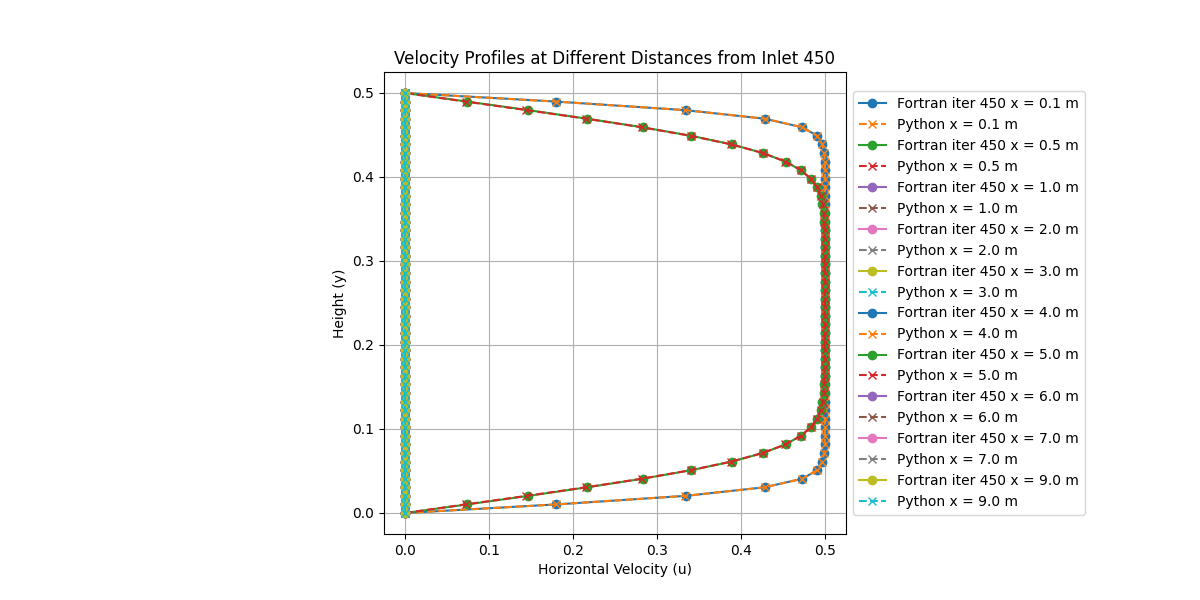 Velocity Profiles at Different Distances from Inlet 450
0.5
0.4
0.3
0.2
0.1
0.0
Height (y)
0.0 0.1 0.2 0.3 0.4 0.5
Horizontal Velocity (u)
Fortran iter 450 x = 0.1 m
Python x = 0.1 m
Fortran iter 450 x = 0.5 m
Python x = 0.5 m
Fortran iter 450 x = 1.0 m
Python x = 1.0 m
Fortran iter 450 x = 2.0 m
Python x = 2.0 m
Fortran iter 450 x = 3.0 m
Python x = 3.0 m
Fortran iter 450 x = 4.0 m
Python x = 4.0 m
Fortran iter 450 x = 5.0 m
Python x = 5.0 m
Fortran iter 450 x = 6.0 m
Python x = 6.0 m
Fortran iter 450 x = 7.0 m
Python x = 7.0 m
Fortran iter 450 x = 9.0 m
Python x = 9.0 m